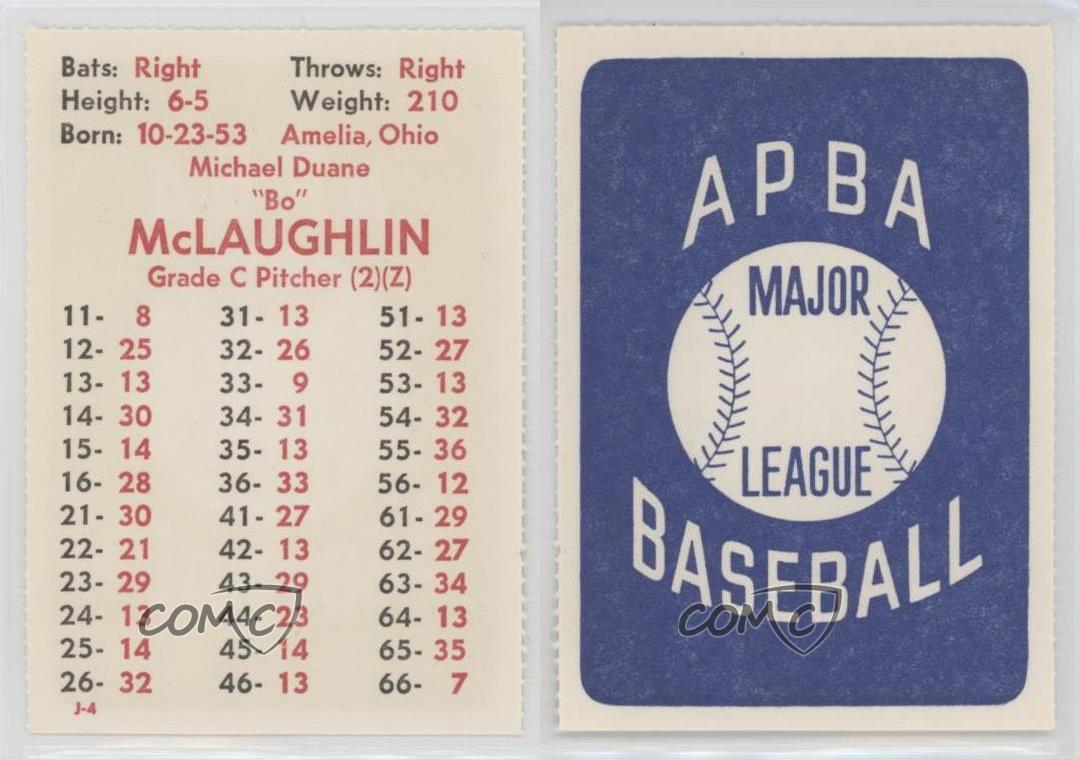 Bats: Right Throws: Right
Height: 6-5 Weight: 210
Born: 10-23-53 Amelia, Ohio
Michael Duane
"Bo"
McLAUGHLIN
Grade C Pitcher (2)(Z)
11- 8 31- 13 51- 13
12- 25 32- 26 52- 27
13- 13 33- 9 53- 13
14- 30 34- 31 54- 32
15- 14 35- 13 55- 36
16- 28 36- 33 56- 12
21- 30 41- 27 61- 29
22- 21 42- 13 62- 27
23- 29 43- 29 63- 34
24- 13 44- 23 64- 13
25- 14 45- 14 65- 35
26- 32 46- 13 66- 7
J-4
COMC
APBA
MAJOR
LEAGUE
BASEBALL
COMC